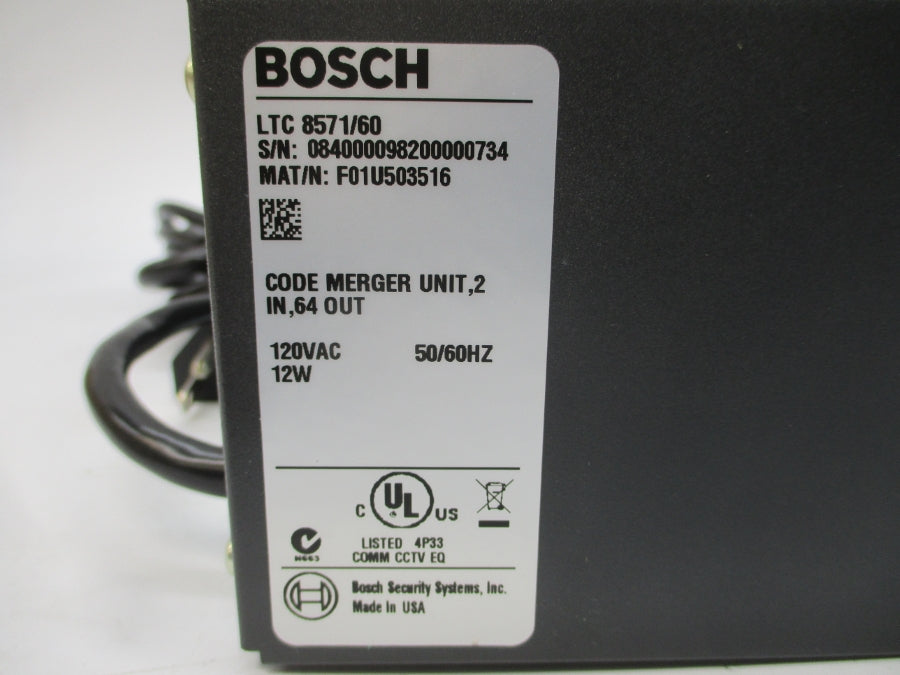 BOSCH
LTC 8571/60
S/N: 084000098200000734
MAT/N: F01U503516
CODE MERGER UNIT,2
IN,64 OUT
120VAC 50/60HZ
12W
C UL US
LISTED 4P33
COMM CCTV EQ
N663
Bosch Security Systems, Inc.
Made in USA